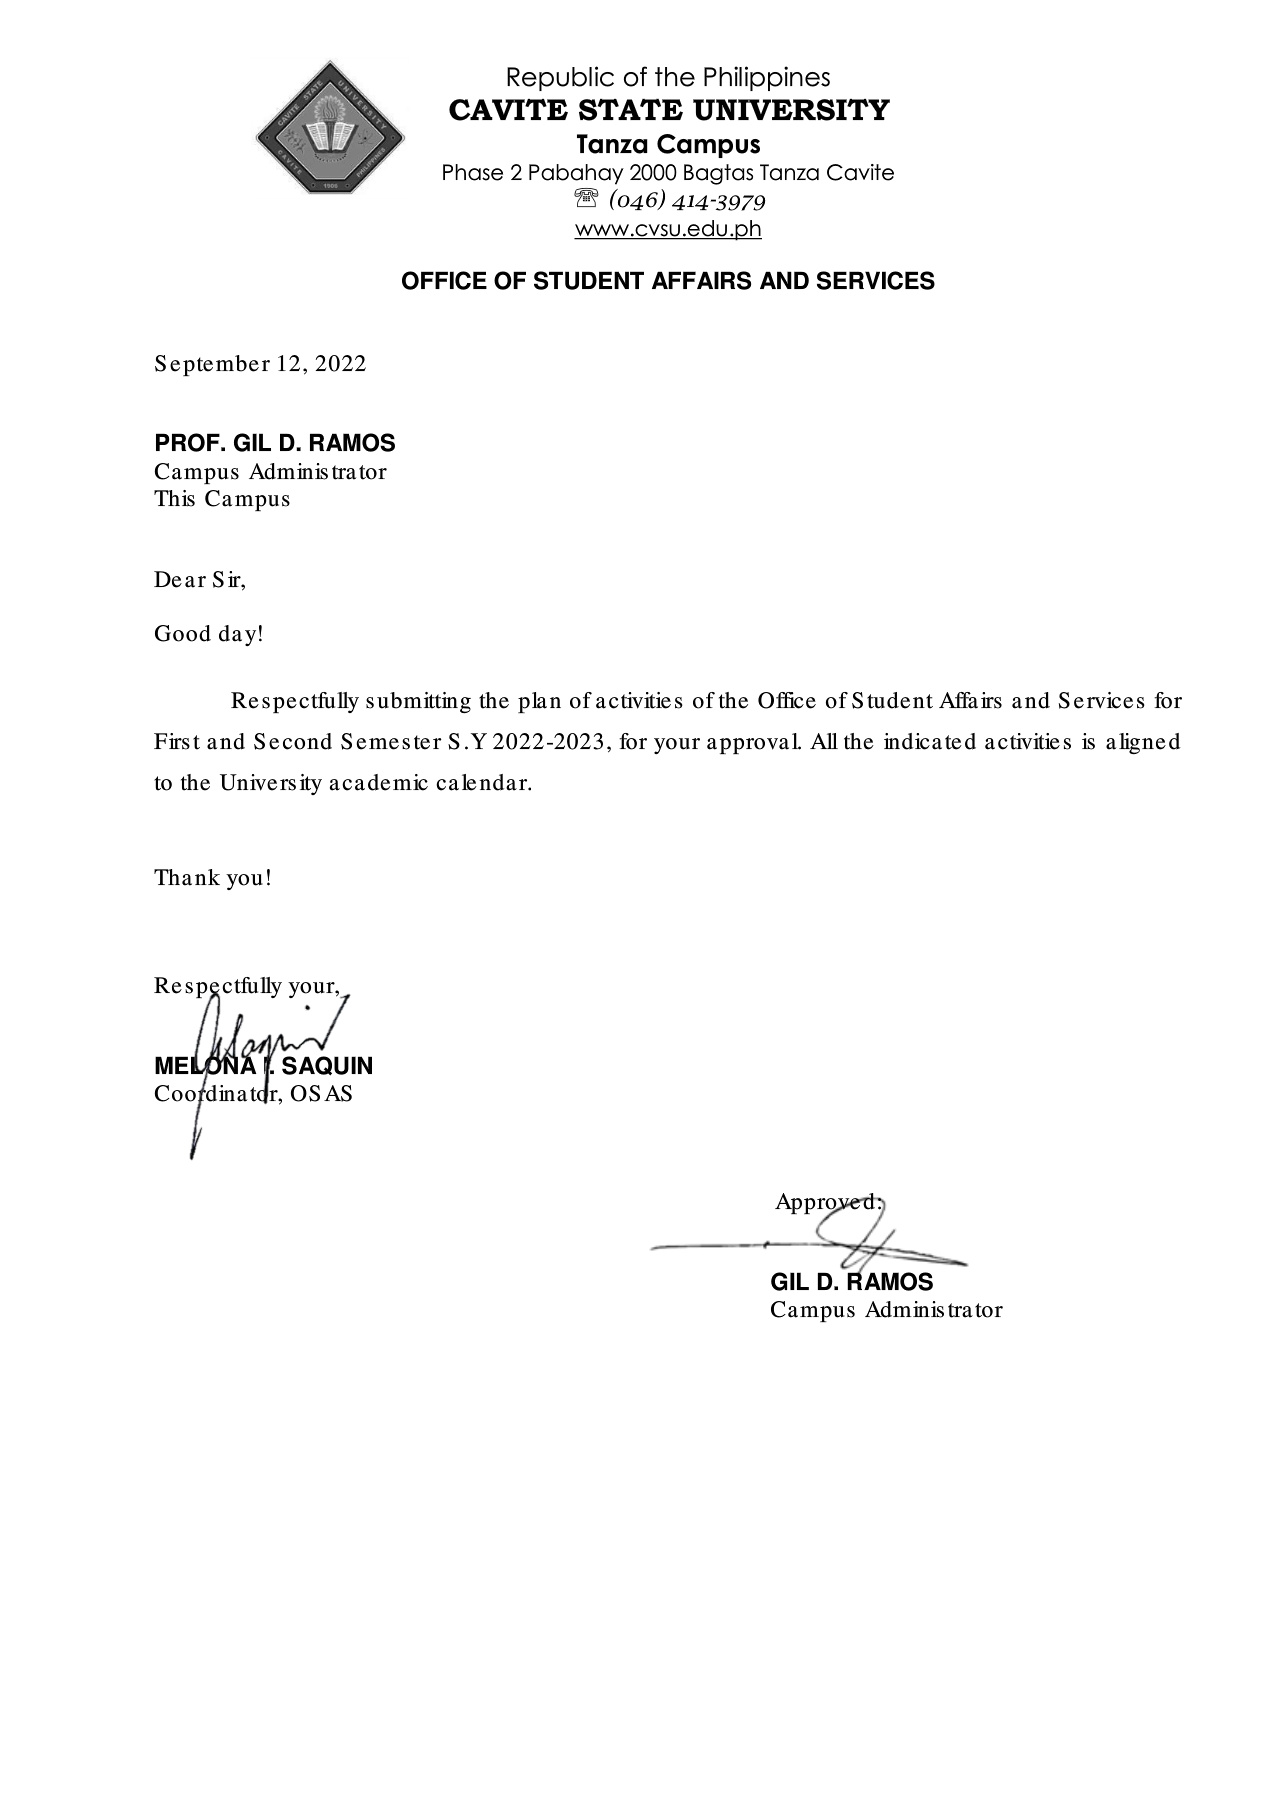 CAVITE STATE UNIVERSITY
CAVITE PHILIPPINES
1906
Republic of the Philippines
CAVITE STATE UNIVERSITY
Tanza Campus
Phase 2 Pabahay 2000 Bagtas Tanza Cavite
☏ (046) 414-3979
www.cvsu.edu.ph
OFFICE OF STUDENT AFFAIRS AND SERVICES
September 12, 2022
PROF. GIL D. RAMOS
Campus Administrator
This Campus
Dear Sir,
Good day!
Respectfully submitting the plan of activities of the Office of Student Affairs and Services for
First and Second Semester S.Y 2022-2023, for your approval. All the indicated activities is aligned
to the University academic calendar.
Thank you!
Respectfully your,
MELONA I. SAQUIN
Coordinator, OSAS
Approved:
GIL D. RAMOS
Campus Administrator